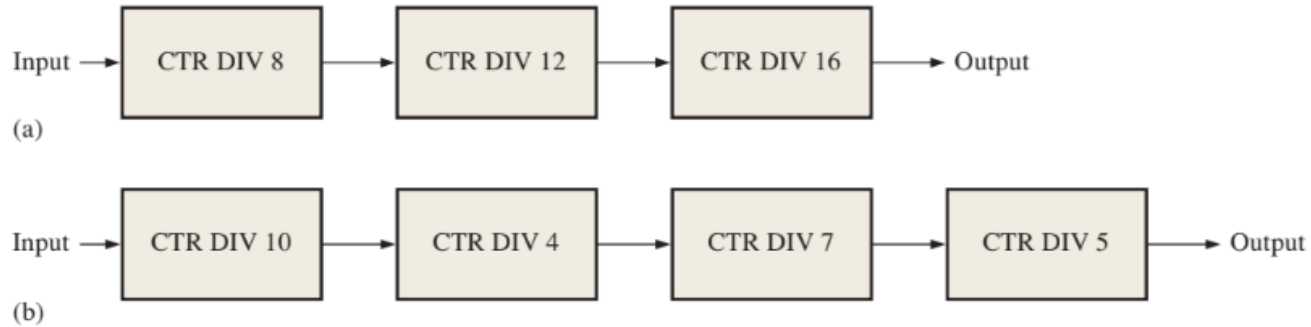 Input CTR DIV 8 CTR DIV 12 CTR DIV 16 Output
(a)
Input CTR DIV 10 CTR DIV 4 CTR DIV 7 CTR DIV 5 Output
(b)